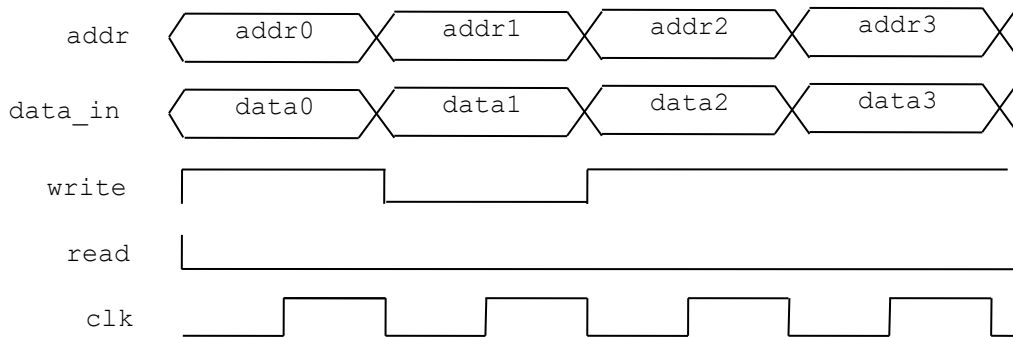 addr addr0 addr1 addr2 addr3
data_in data0 data1 data2 data3
write
read
clk